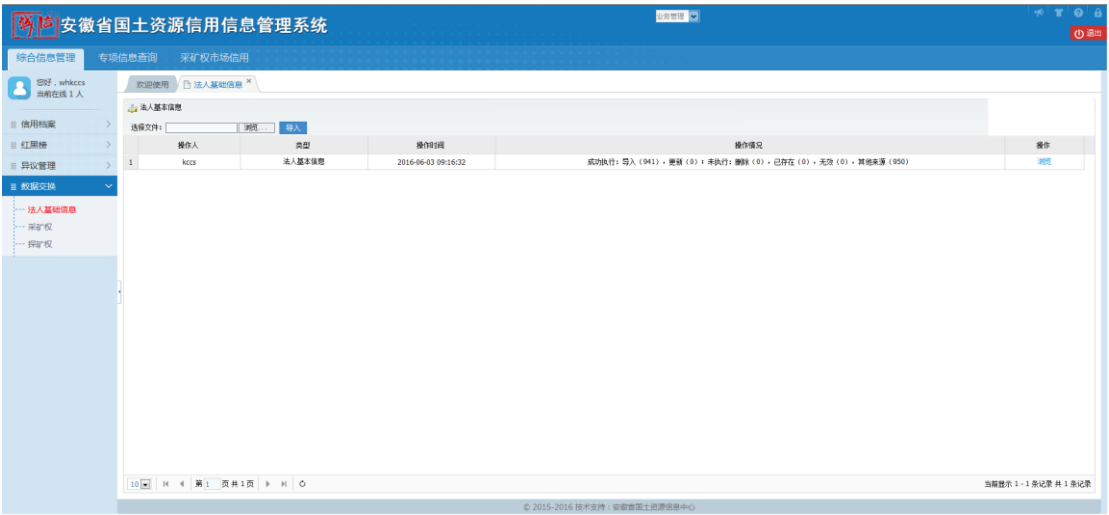 诚信 安徽省国土资源信用信息管理系统
业务管理
退出
综合信息管理 专项信息查询 采矿权市场信用
您好，whkccs
当前在线 1 人
欢迎使用 法人基础信息
法人基本信息
信用档案
选择文件： 浏览... 导入
红黑榜
操作人 类型 操作时间 操作情况 操作
异议管理
1 kccs 法人基本信息 2016-06-03 09:16:32 成功执行：导入（941），更新（0）；未执行：删除（0），已存在（0），无效（0），其他来源（950） 浏览
数据交换
法人基础信息
采矿权
探矿权
10 第 1 页 共 1 页 当前显示 1 - 1 条记录 共 1 条记录
© 2015-2016 技术支持：安徽省国土资源信息中心